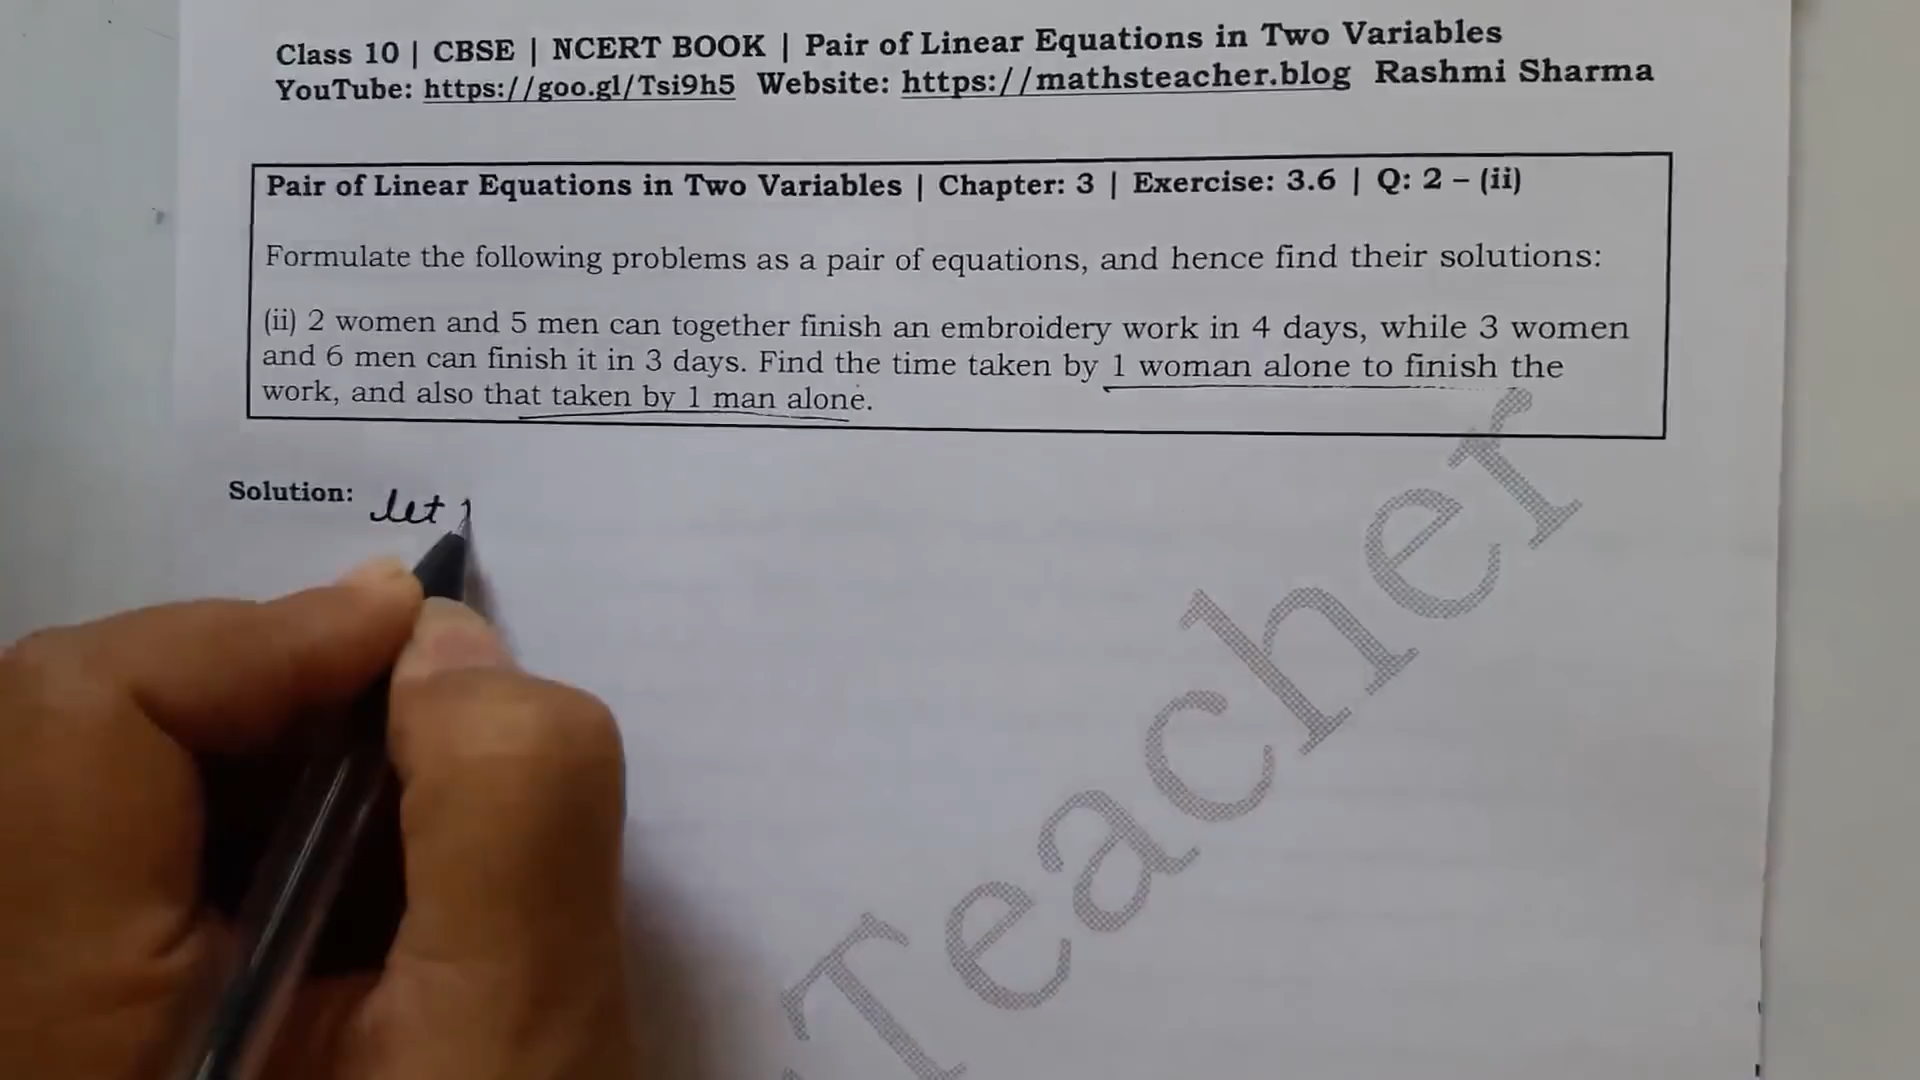 Class 10 | CBSE | NCERT BOOK | Pair of Linear Equations in Two Variables
YouTube: https://goo.gl/Tsi9h5 Website: https://mathsteacher.blog Rashmi Sharma
Pair of Linear Equations in Two Variables | Chapter: 3 | Exercise: 3.6 | Q: 2 – (ii)
Formulate the following problems as a pair of equations, and hence find their solutions:
(ii) 2 women and 5 men can together finish an embroidery work in 4 days, while 3 women
and 6 men can finish it in 3 days. Find the time taken by 1 woman alone to finish the
work, and also that taken by 1 man alone.
Solution: let
Teacher